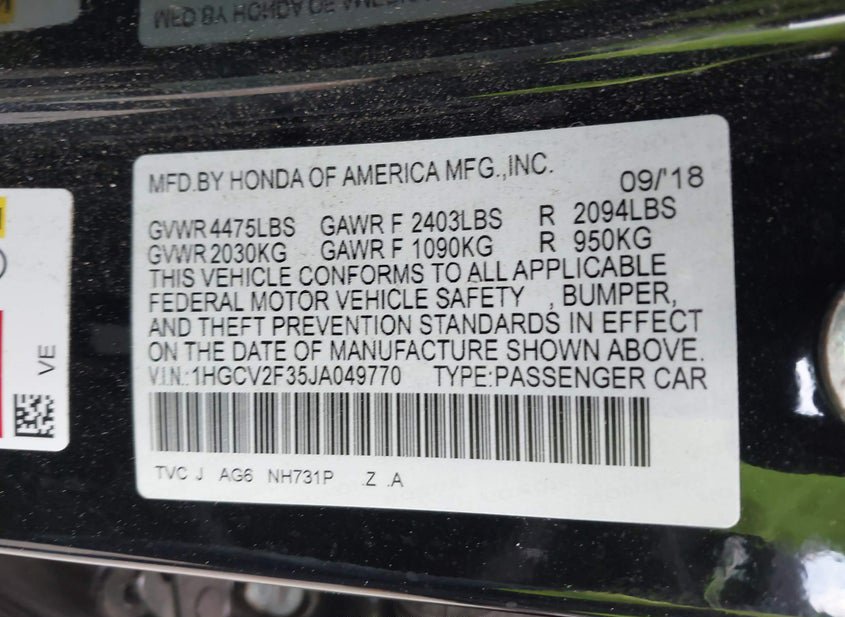 MFD.BY HONDA OF AMERICA MFG.,INC. 09/'18
GVWR 4475LBS GAWR F 2403LBS R 2094LBS
GVWR 2030KG GAWR F 1090KG R 950KG
THIS VEHICLE CONFORMS TO ALL APPLICABLE
FEDERAL MOTOR VEHICLE SAFETY , BUMPER,
AND THEFT PREVENTION STANDARDS IN EFFECT
ON THE DATE OF MANUFACTURE SHOWN ABOVE.
V.I.N.:1HGCV2F35JA049770 TYPE:PASSENGER CAR
TVC J AG6 NH731P .Z .A
VE